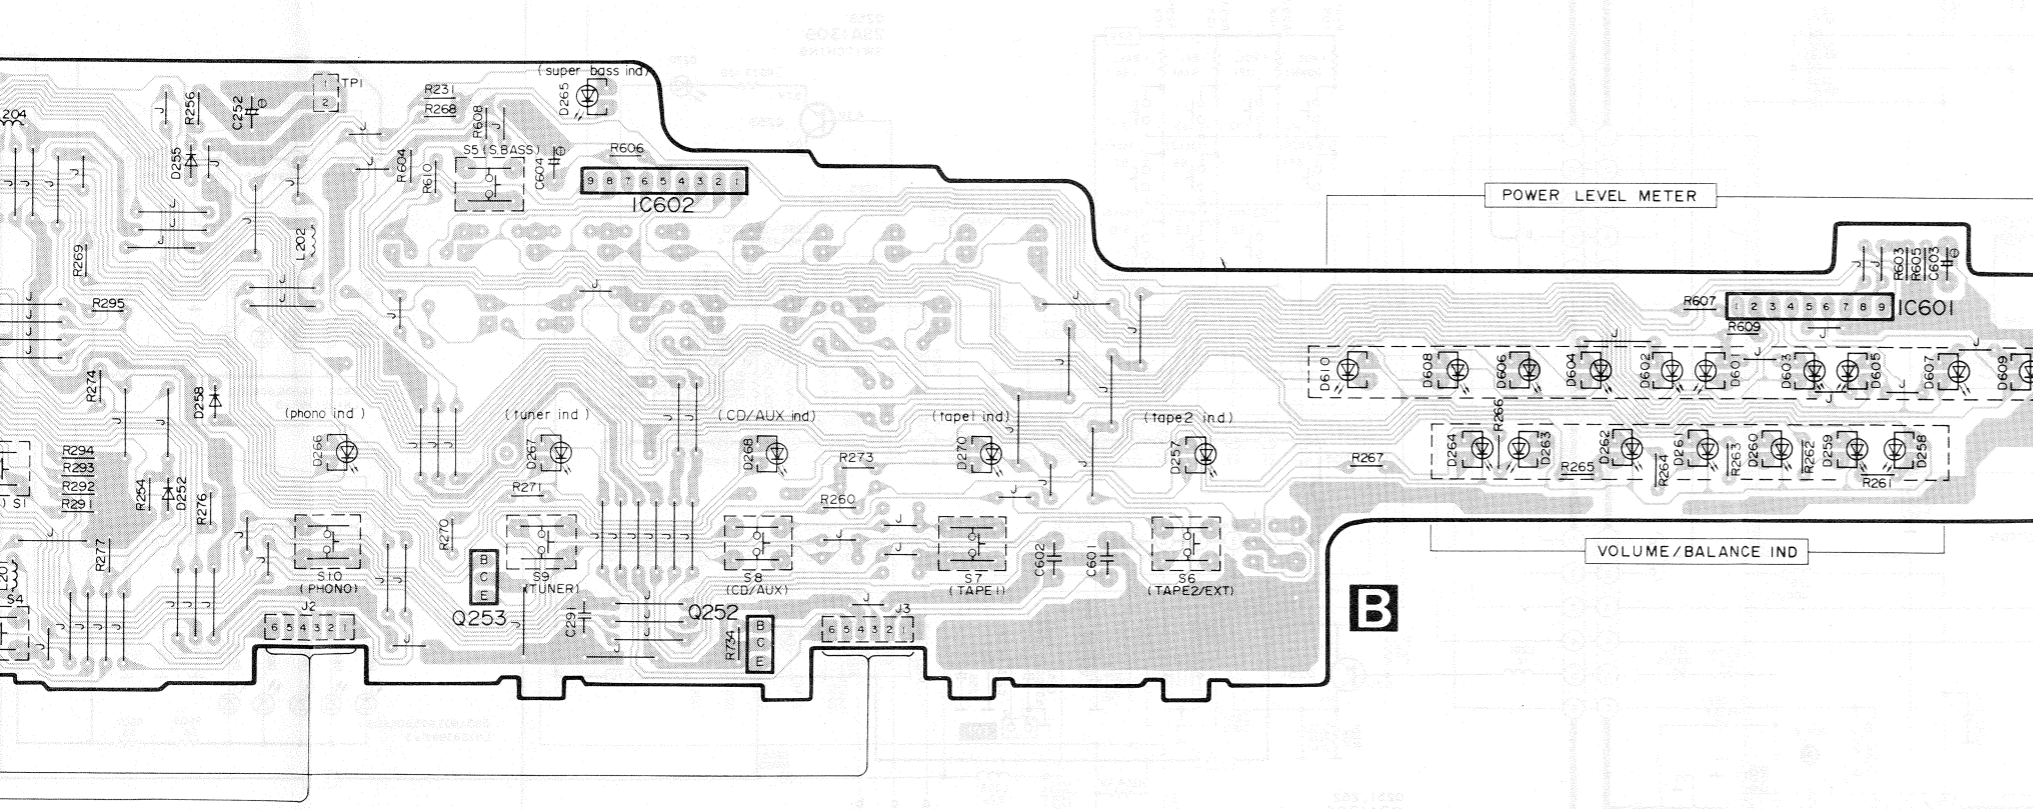 (super bass ind)
TP1
1
2
R231
R268
R256
C252
R608
D265
204
D255
R604
R610
S5 (S.BASS)
C604
R606
9 8 7 6 5 4 3 2 1
IC602
POWER LEVEL METER
L202
R269
R603
R605
C603
R295
R607
1 2 3 4 5 6 7 8 9
IC601
R609
D610
D608
D606
D604
D602
D601
D603
D605
D607
D609
R274
D258
(phono ind)
(tuner ind)
(CD/AUX ind)
(tape1 ind)
(tape2 ind.)
R266
D266
D267
D268
D270
D257
D264
D263
D262
D261
D260
D259
D258
R294
R293
R292
R291
R254
D252
R276
S1
R273
R267
R265
R264
R263
R262
R261
R271
R260
R270
R277
S10
(PHONO)
S9
(TUNER)
S8
(CD/AUX)
S7
(TAPE1)
S6
(TAPE2/EXT)
C602
C601
VOLUME/BALANCE IND
L201
S4
B
C
E
Q253
C291
Q252
J2
6 5 4 3 2 1
R734
B
C
E
J3
6 5 4 3 2 1
B